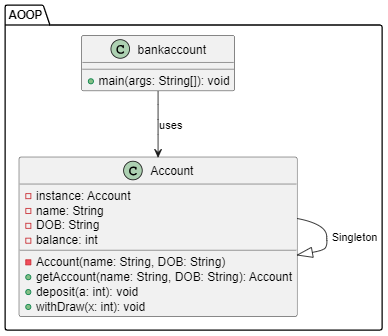 AOOP
C bankaccount
main(args: String[]): void
uses
C Account
instance: Account
name: String
DOB: String
balance: int
Account(name: String, DOB: String)
getAccount(name: String, DOB: String): Account
deposit(a: int): void
withDraw(x: int): void
Singleton